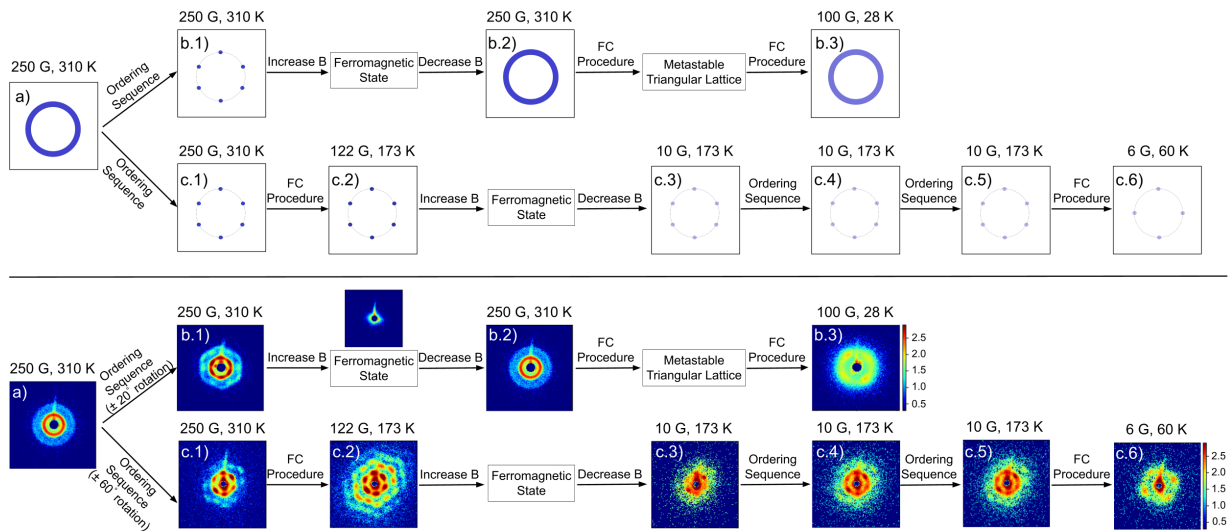 250 G, 310 K
250 G, 310 K
100 G, 28 K
250 G, 310 K
a)
Ordering
Sequence
b.1)
Increase B
Ferromagnetic
State
Decrease B
b.2)
FC
Procedure
Metastable
Triangular Lattice
FC
Procedure
b.3)
Ordering
Sequence
250 G, 310 K
122 G, 173 K
10 G, 173 K
10 G, 173 K
10 G, 173 K
6 G, 60 K
c.1)
FC
Procedure
c.2)
Increase B
Ferromagnetic
State
Decrease B
c.3)
Ordering
Sequence
c.4)
Ordering
Sequence
c.5)
FC
Procedure
c.6)
250 G, 310 K
250 G, 310 K
100 G, 28 K
250 G, 310 K
a)
Ordering
Sequence
(± 20° rotation)
b.1)
Increase B
Ferromagnetic
State
Decrease B
b.2)
FC
Procedure
Metastable
Triangular Lattice
FC
Procedure
b.3)
2.5
2.0
1.5
1.0
0.5
Ordering
Sequence
(± 60° rotation)
250 G, 310 K
122 G, 173 K
10 G, 173 K
10 G, 173 K
10 G, 173 K
6 G, 60 K
c.1)
FC
Procedure
c.2)
Increase B
Ferromagnetic
State
Decrease B
c.3)
Ordering
Sequence
c.4)
Ordering
Sequence
c.5)
FC
Procedure
c.6)
2.5
2.0
1.5
1.0
0.5